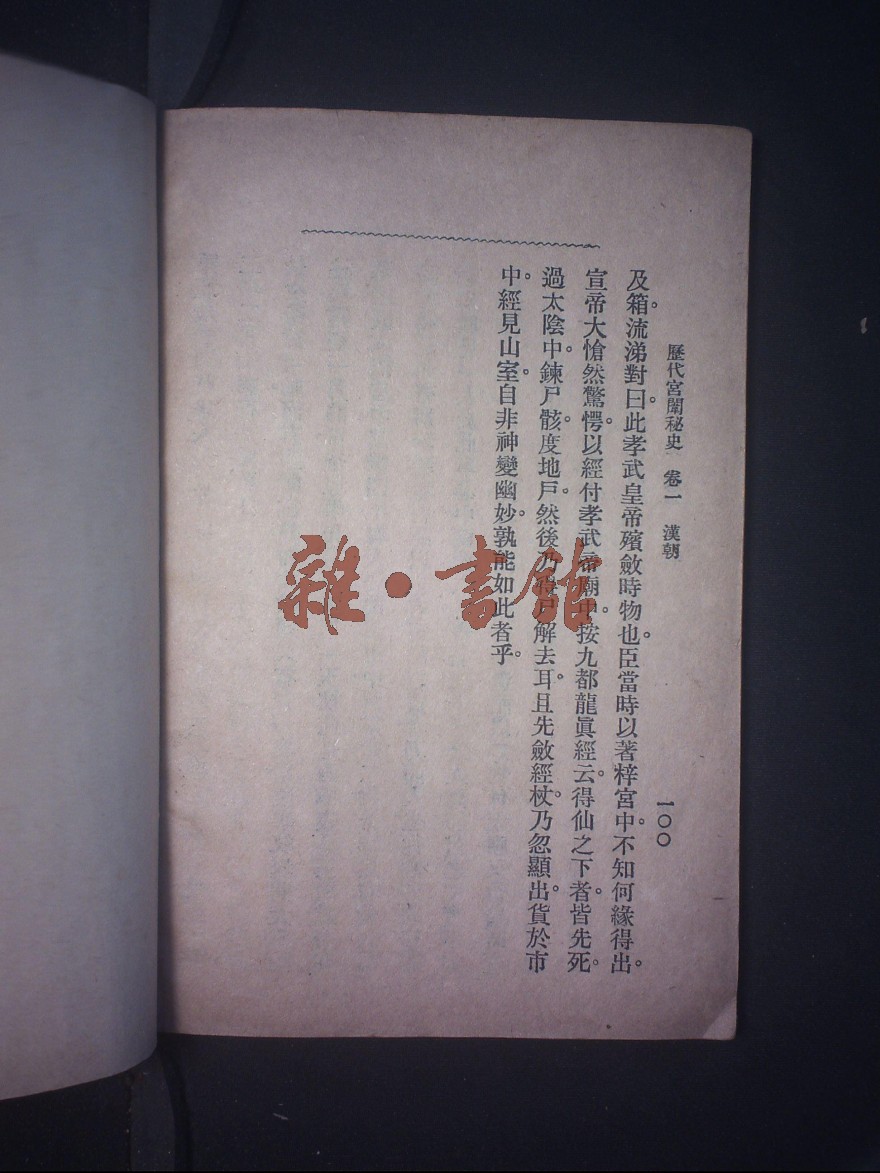 歷代宮闈秘史 卷一 漢朝 一〇〇
及箱。流涕對曰。此孝武皇帝殯斂時物也。臣當時以著梓宮中。不知何緣得出。
宣帝大愴然驚愕。以經付孝武帝廟中。按九都龍眞經云。得仙之下者。皆先死。
過太陰中。鍊尸骸。度地戶。然後乃得尸解去耳。且先斂經杖。乃忽顯出。貨於市
中。經見山室。自非神變幽妙。孰能如此者乎。
雜·書館